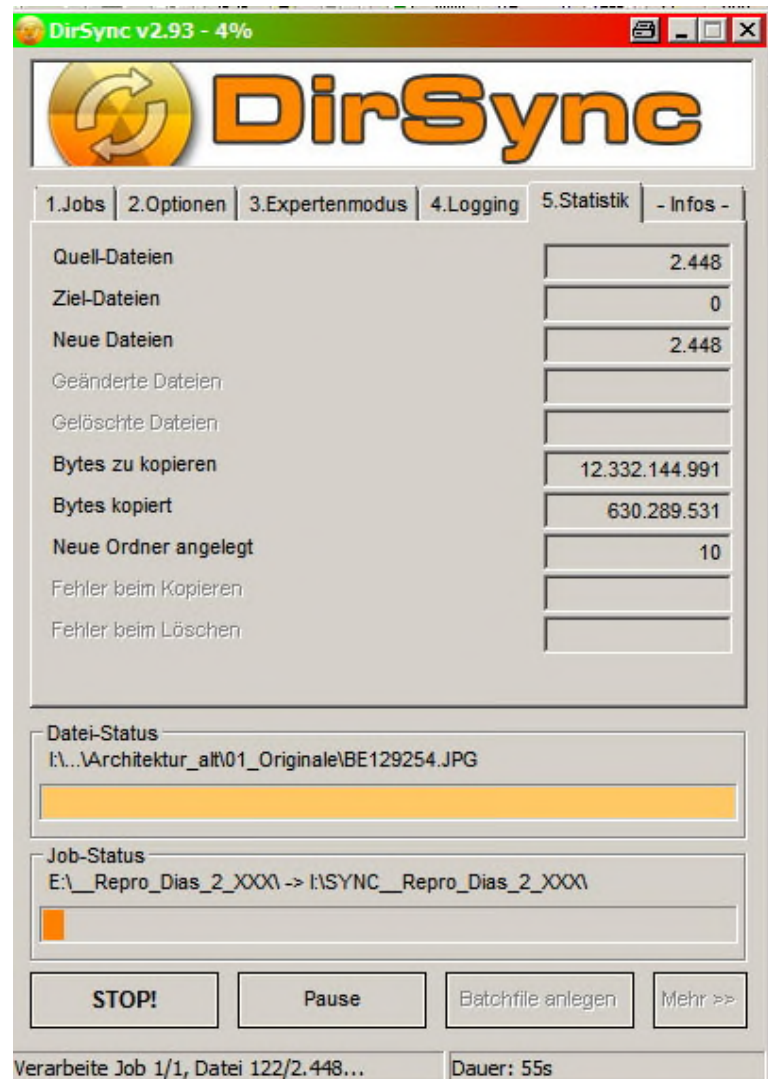 DirSync v2.93 - 4%
DirSync
1.Jobs 2.Optionen 3.Expertenmodus 4.Logging 5.Statistik - Infos -
Quell-Dateien 2.448
Ziel-Dateien 0
Neue Dateien 2.448
Geänderte Dateien
Gelöschte Dateien
Bytes zu kopieren 12.332.144.991
Bytes kopiert 630.289.531
Neue Ordner angelegt 10
Fehler beim Kopieren
Fehler beim Löschen
Datei-Status
I:\...\Architektur_alt\01_Originale\BE129254.JPG
Job-Status
E:\__Repro_Dias_2_XXX\ -> I:\SYNC__Repro_Dias_2_XXX\
STOP! Pause Batchfile anlegen Mehr >>
Verarbeite Job 1/1, Datei 122/2.448... Dauer: 55s